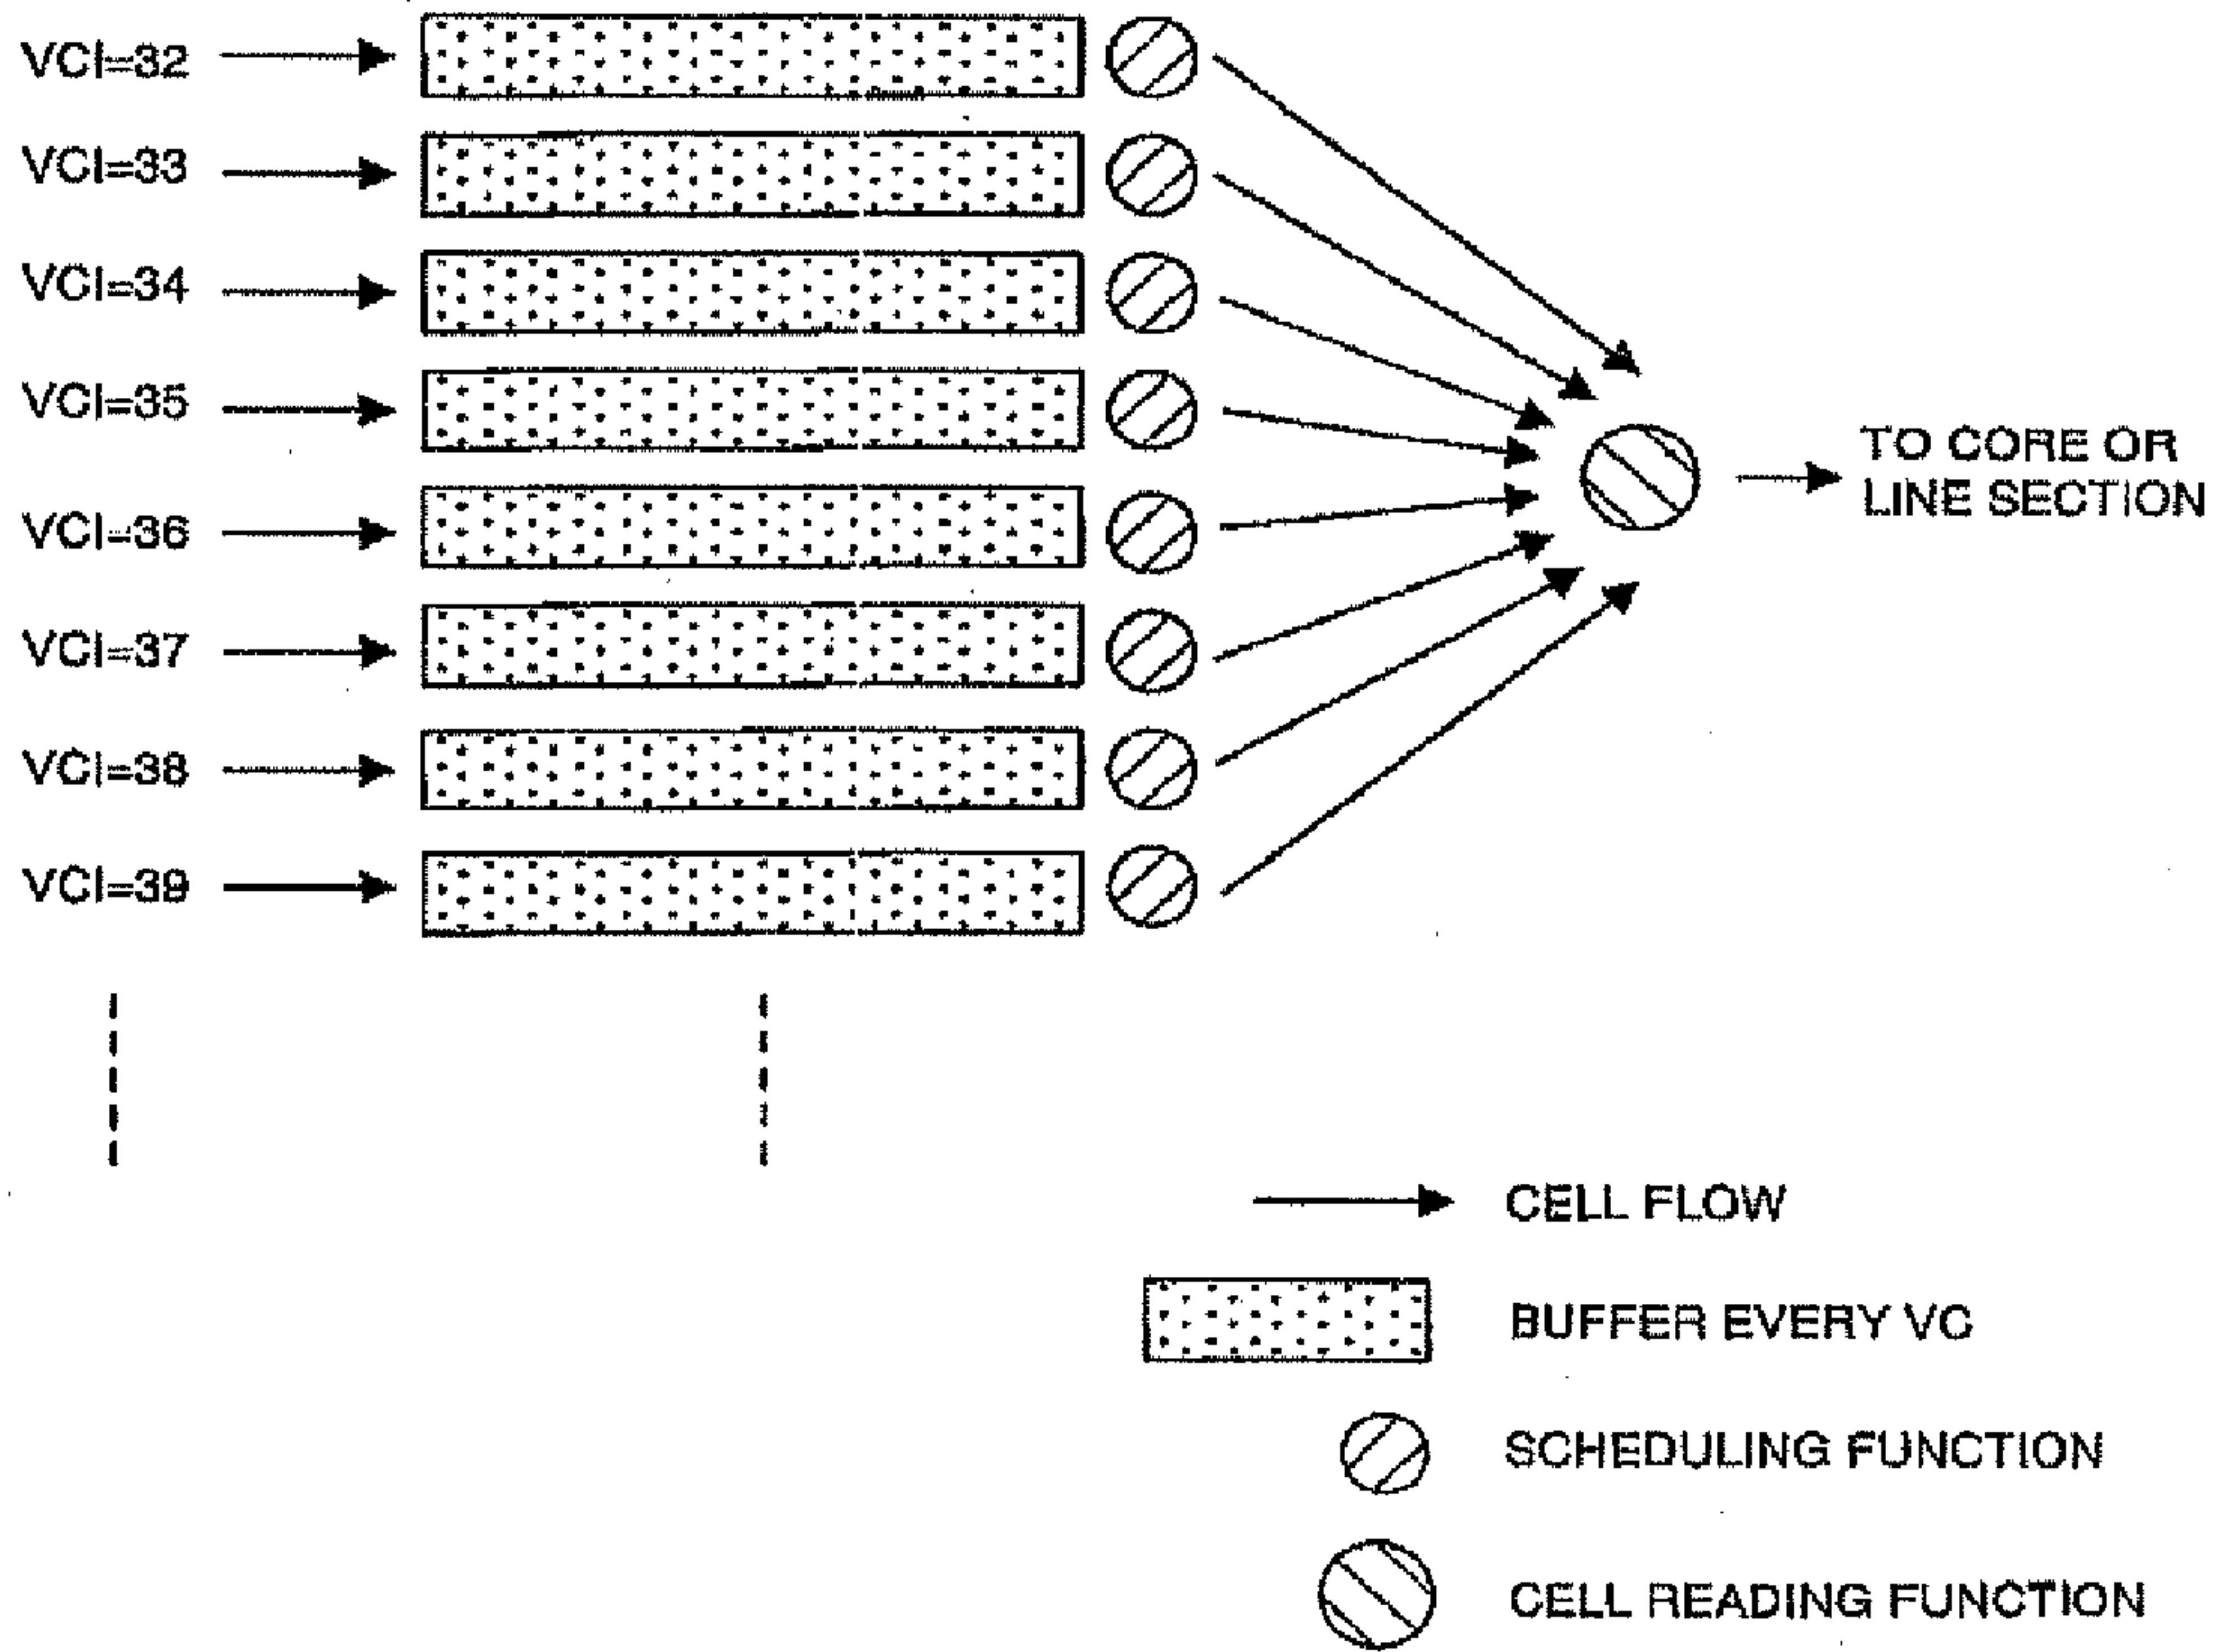 VCI=32
VCI=33
VCI=34
VCI=35
VCI=36
VCI=37
VCI=38
VCI=39
TO CORE OR
LINE SECTION
CELL FLOW
BUFFER EVERY VC
SCHEDULING FUNCTION
CELL READING FUNCTION